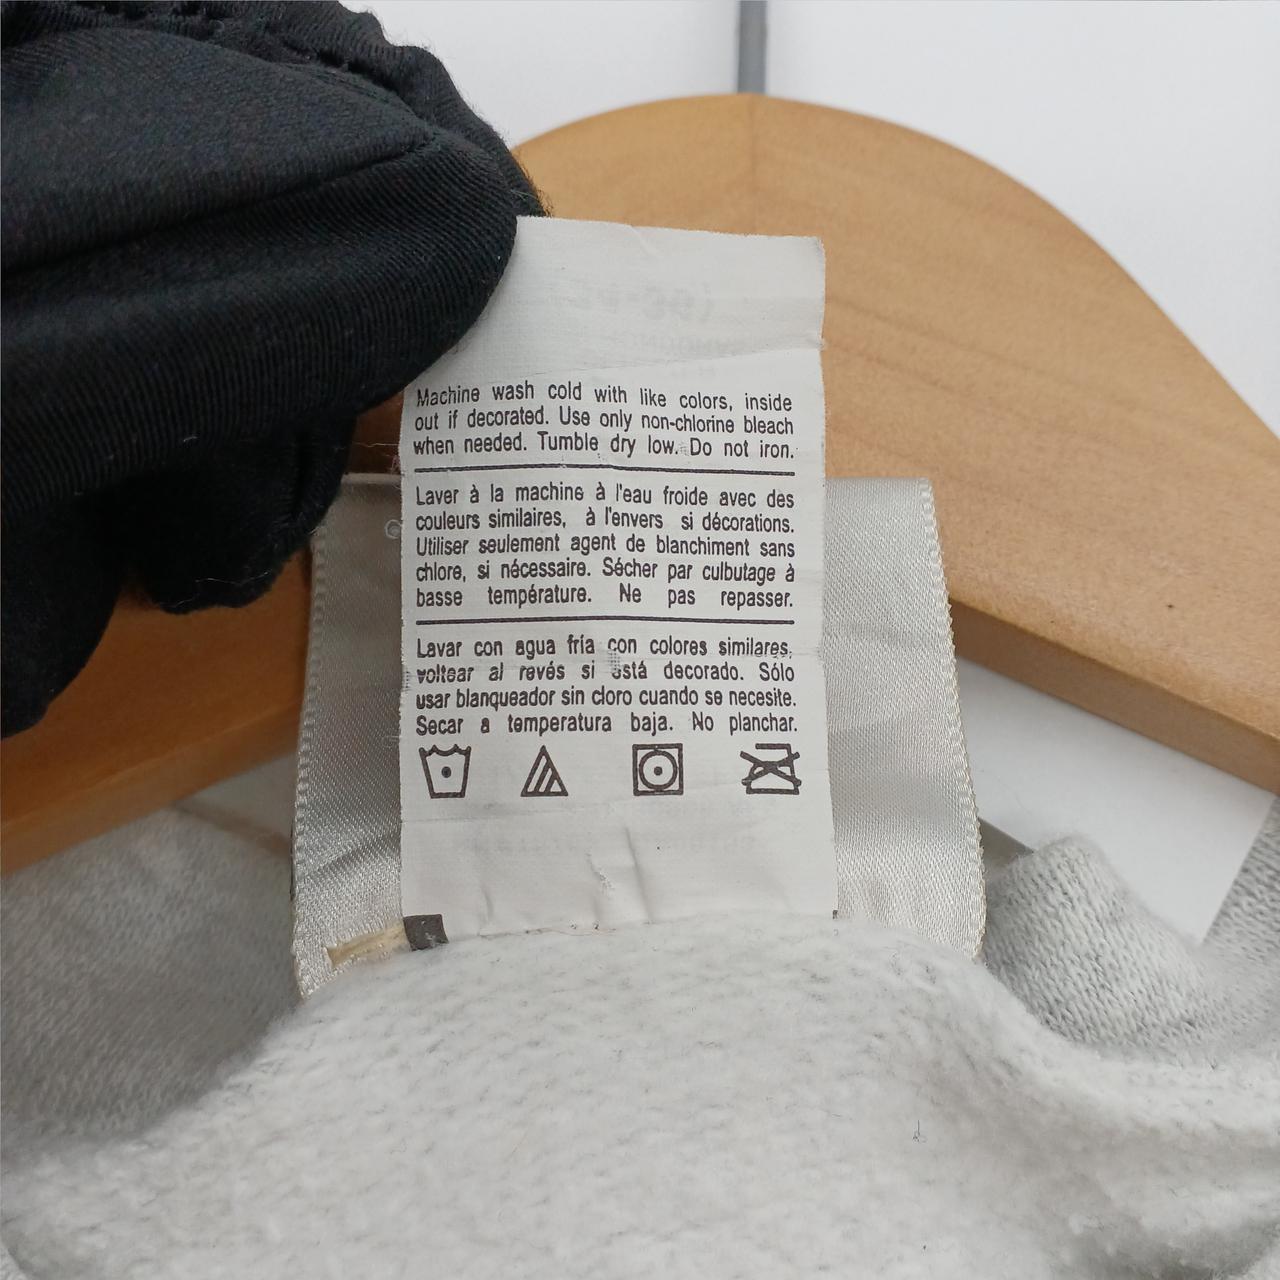 Machine wash cold with like colors, inside
out if decorated. Use only non-chlorine bleach
when needed. Tumble dry low. Do not iron.
Laver à la machine à l'eau froide avec des
couleurs similaires, à l'envers si décorations.
Utiliser seulement agent de blanchiment sans
chlore, si nécessaire. Sécher par culbutage à
basse température. Ne pas repasser.
Lavar con agua fría con colores similares,
voltear al revés si está decorado. Sólo
usar blanqueador sin cloro cuando se necesite.
Secar a temperatura baja. No planchar.